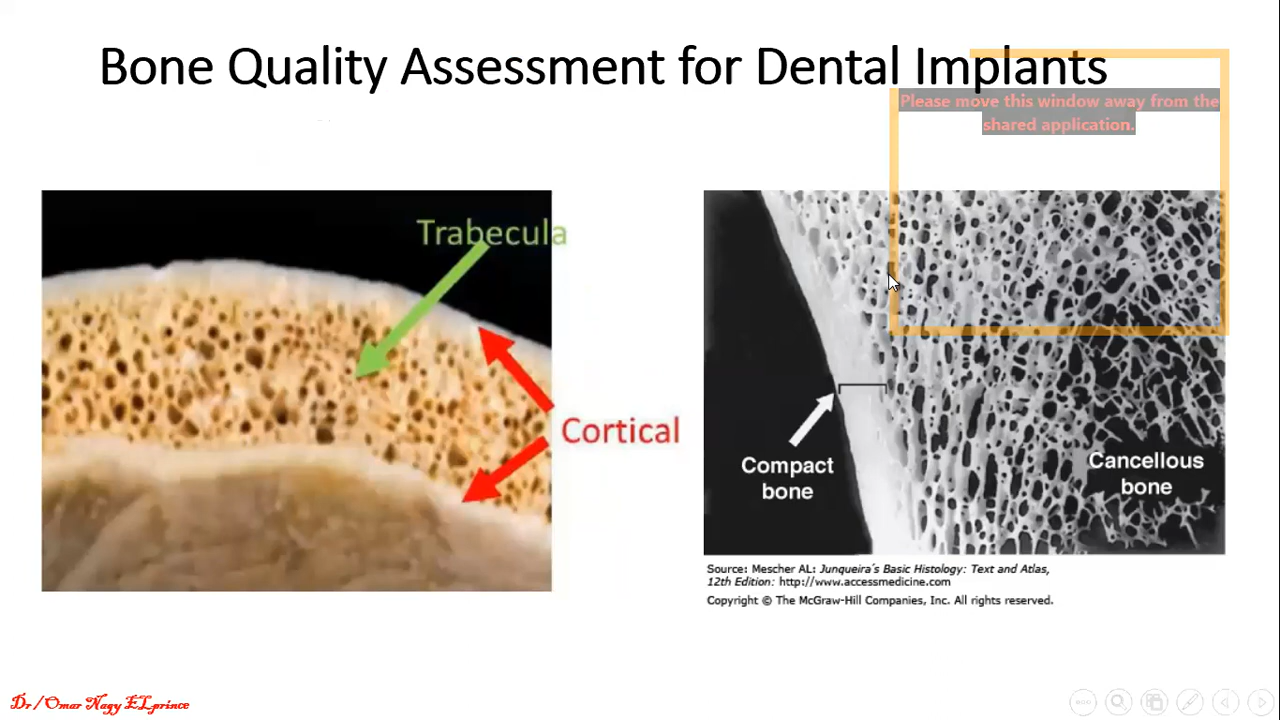 Bone Quality Assessment for Dental Implants
Please move this window away from the
shared application.
Trabecula
Cortical
Compact
bone
Cancellous
bone
Source: Mescher AL: Junqueira's Basic Histology: Text and Atlas,
12th Edition: http://www.accessmedicine.com
Copyright © The McGraw-Hill Companies, Inc. All rights reserved.
Dr/Omar Nagy ELprince